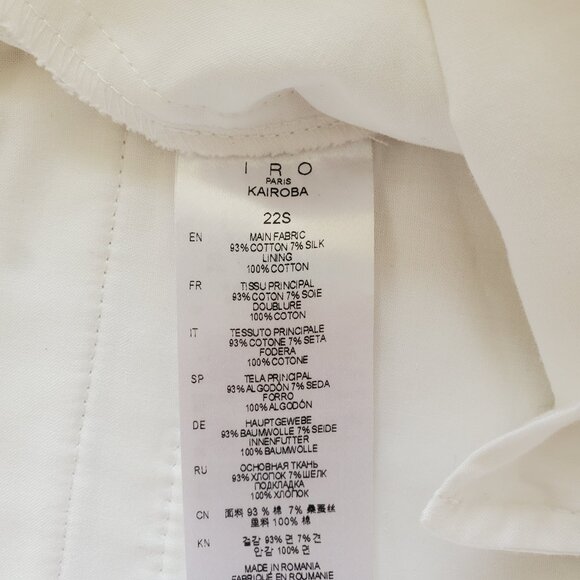 IRO
PARIS
KAIROBA
22S
EN MAIN FABRIC
93% COTTON 7% SILK
LINING
100% COTTON
FR TISSU PRINCIPAL
93% COTON 7% SOIE
DOUBLURE
100% COTON
IT TESSUTO PRINCIPALE
93% COTONE 7% SETA
FODERA
100% COTONE
SP TELA PRINCIPAL
93% ALGODÓN 7% SEDA
FORRO
100% ALGODÓN
DE HAUPTGEWEBE
93% BAUMWOLLE 7% SEIDE
INNENFUTTER
100% BAUMWOLLE
RU ОСНОВНАЯ ТКАНЬ
93% ХЛОПОК 7% ШЕЛК
ПОДКЛАДКА
100% ХЛОПОК
CN 面料 93 % 棉 7% 桑蚕丝
里料 100% 棉
KN 겉감 93% 면 7% 견
안감 100% 면
MADE IN ROMANIA
FABRIQUÉ EN ROUMANIE